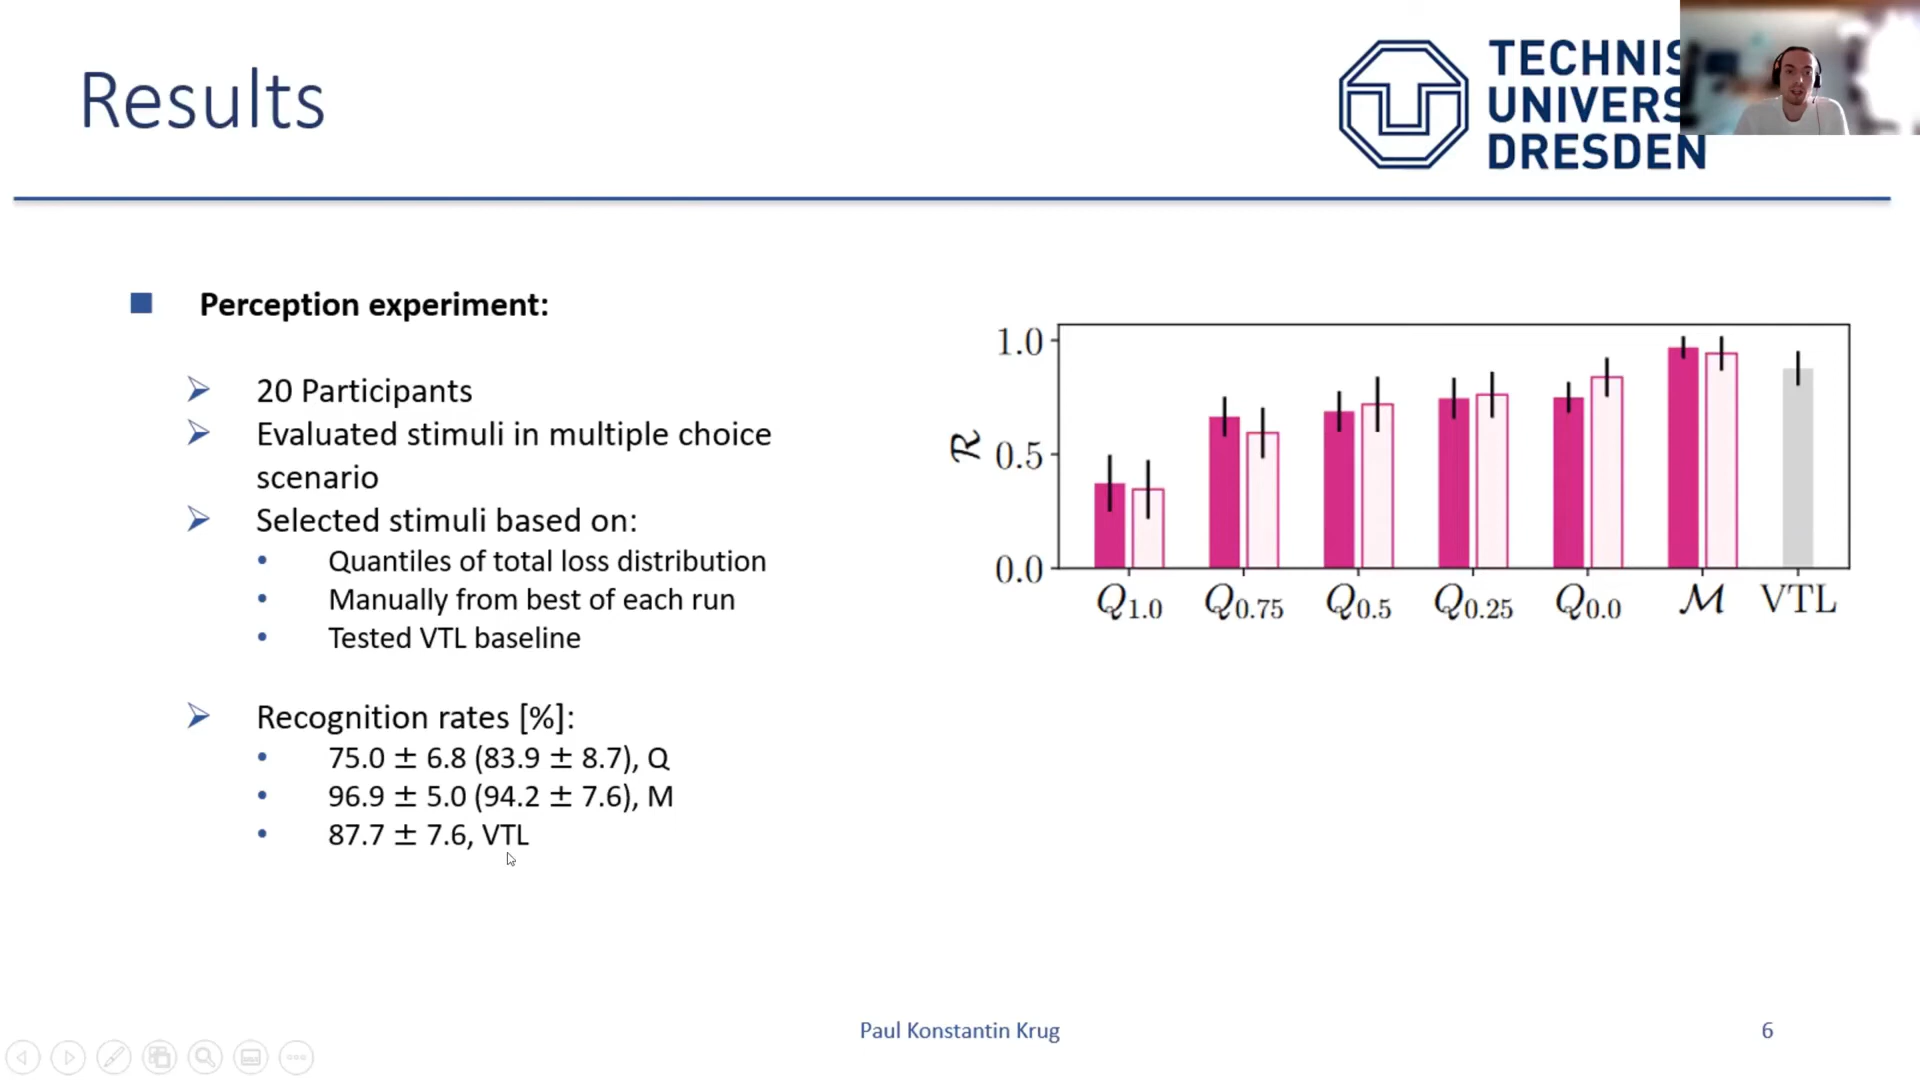 Results
TECHNIS
UNIVERS
DRESDEN
Perception experiment:
20 Participants
Evaluated stimuli in multiple choice
scenario
Selected stimuli based on:
Quantiles of total loss distribution
Manually from best of each run
Tested VTL baseline
Recognition rates [%]:
75.0 ± 6.8 (83.9 ± 8.7), Q
96.9 ± 5.0 (94.2 ± 7.6), M
87.7 ± 7.6, VTL
1.0
0.5
0.0
ℛ
Q1.0 Q0.75 Q0.5 Q0.25 Q0.0 ℳ VTL
Paul Konstantin Krug
6